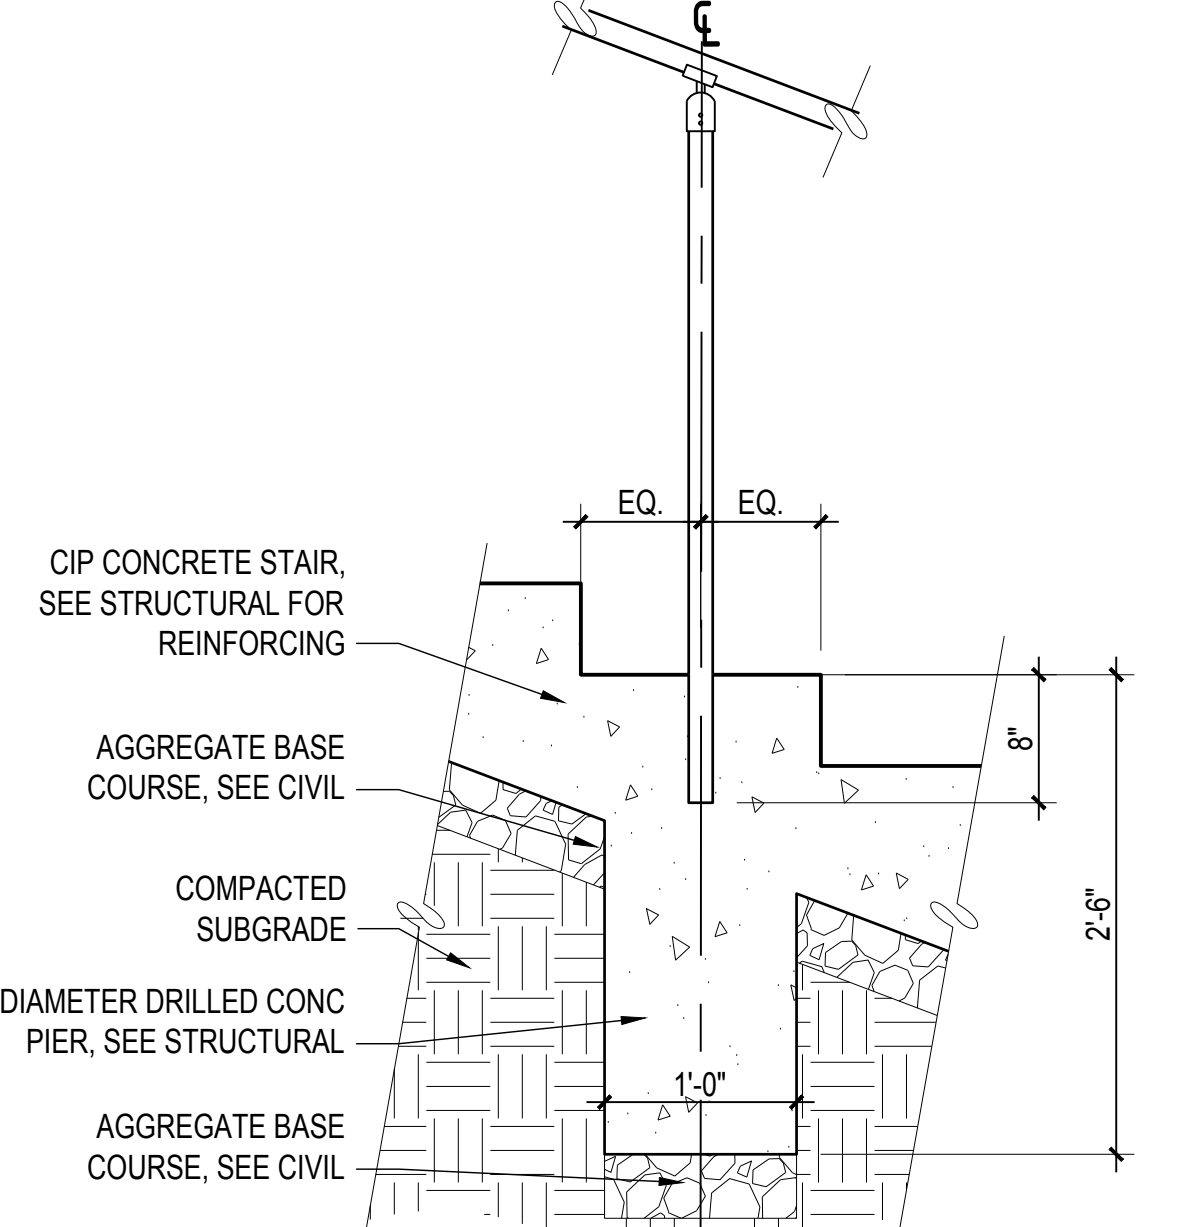 ℄
EQ.
EQ.
CIP CONCRETE STAIR,
SEE STRUCTURAL FOR
REINFORCING
8"
AGGREGATE BASE
COURSE, SEE CIVIL
COMPACTED
SUBGRADE
2'-6"
DIAMETER DRILLED CONC
PIER, SEE STRUCTURAL
1'-0"
AGGREGATE BASE
COURSE, SEE CIVIL